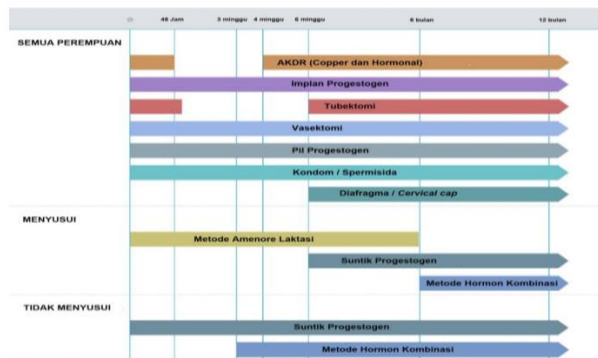 48 Jam 3 minggu 4 minggu 6 minggu 6 bulan 12 bulan
SEMUA PEREMPUAN
AKDR (Copper dan Hormonal)
Implan Progestogen
Tubektomi
Vasektomi
Pil Progestogen
Kondom / Spermisida
Diafragma / Cervical cap
MENYUSUI
Metode Amenore Laktasi
Suntik Progestogen
Metode Hormon Kombinasi
TIDAK MENYUSUI
Suntik Progestogen
Metode Hormon Kombinasi